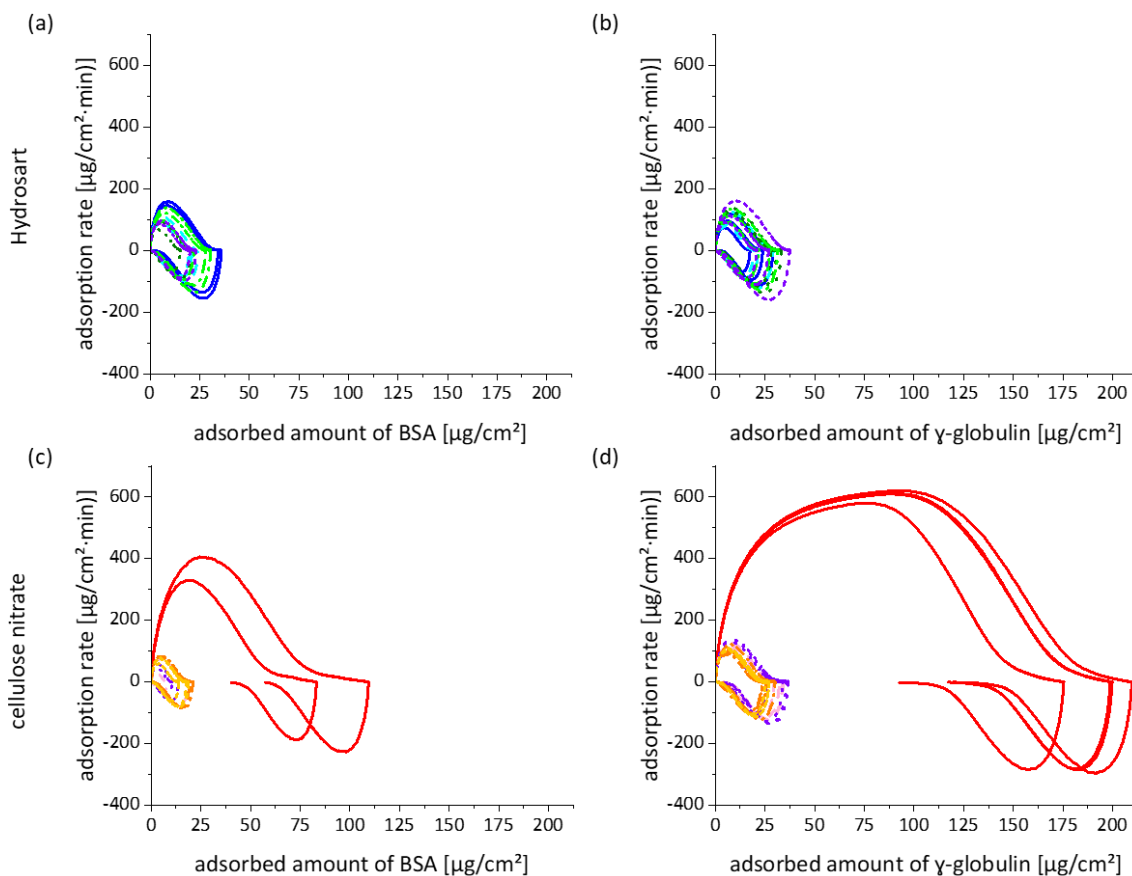 (a)
adsorption rate [µg/cm²·min)]
600
400
200
0
-200
-400
0 25 50 75 100 125 150 175 200
adsorbed amount of BSA [µg/cm²]
Hydrosart
(b)
adsorption rate [µg/cm²·min)]
600
400
200
0
-200
-400
0 25 50 75 100 125 150 175 200
adsorbed amount of ɣ-globulin [µg/cm²]
(c)
adsorption rate [µg/cm²·min)]
600
400
200
0
-200
-400
0 25 50 75 100 125 150 175 200
adsorbed amount of BSA [µg/cm²]
cellulose nitrate
(d)
adsorption rate [µg/cm²·min)]
600
400
200
0
-200
-400
0 25 50 75 100 125 150 175 200
adsorbed amount of ɣ-globulin [µg/cm²]